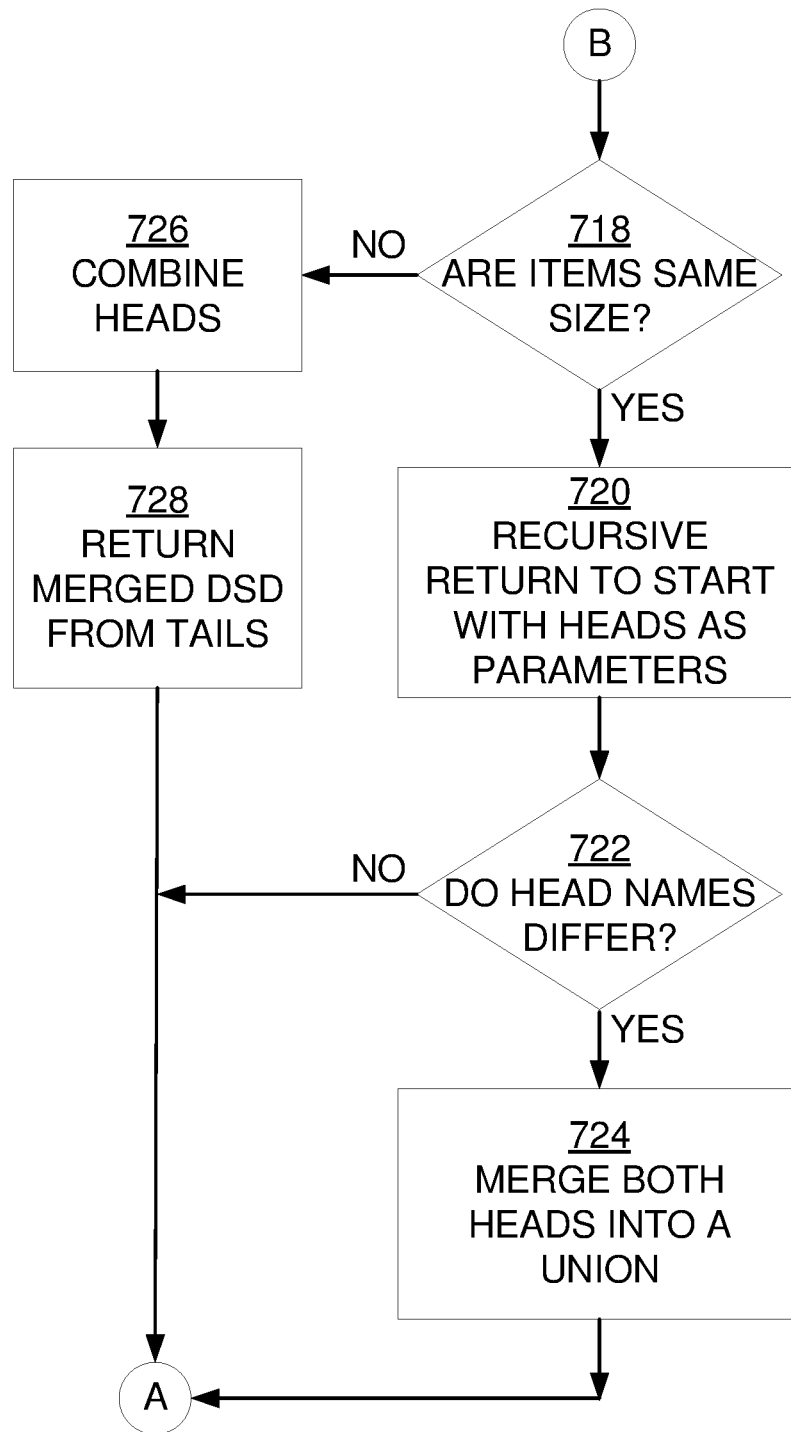 B
718
ARE ITEMS SAME
SIZE?
NO
726
COMBINE
HEADS
728
RETURN
MERGED DSD
FROM TAILS
YES
720
RECURSIVE
RETURN TO START
WITH HEADS AS
PARAMETERS
722
DO HEAD NAMES
DIFFER?
NO
YES
724
MERGE BOTH
HEADS INTO A
UNION
A